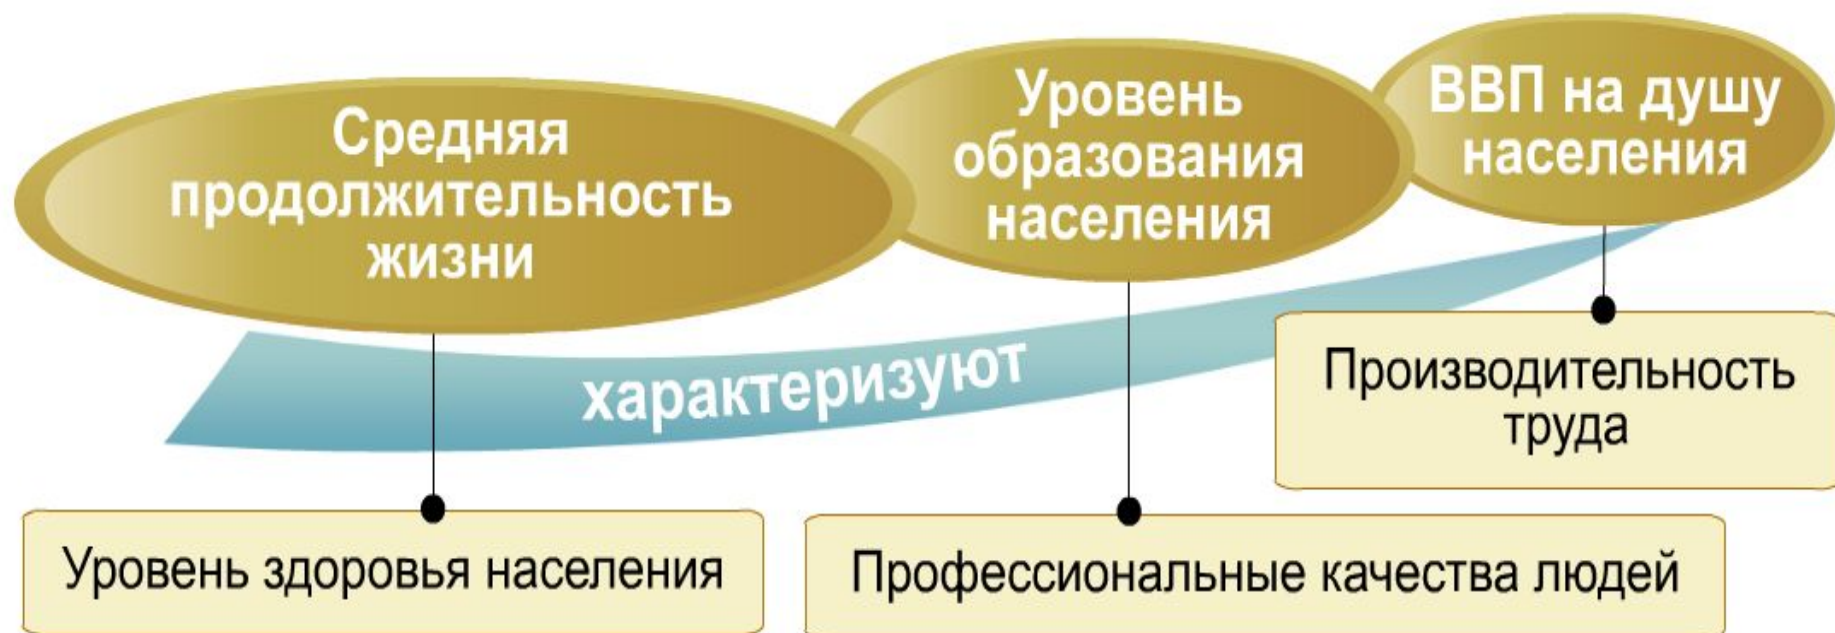 Средняя
продолжительность
жизни
Уровень
образования
населения
ВВП на душу
населения
характеризуют
Уровень здоровья населения
Профессиональные качества людей
Производительность
труда